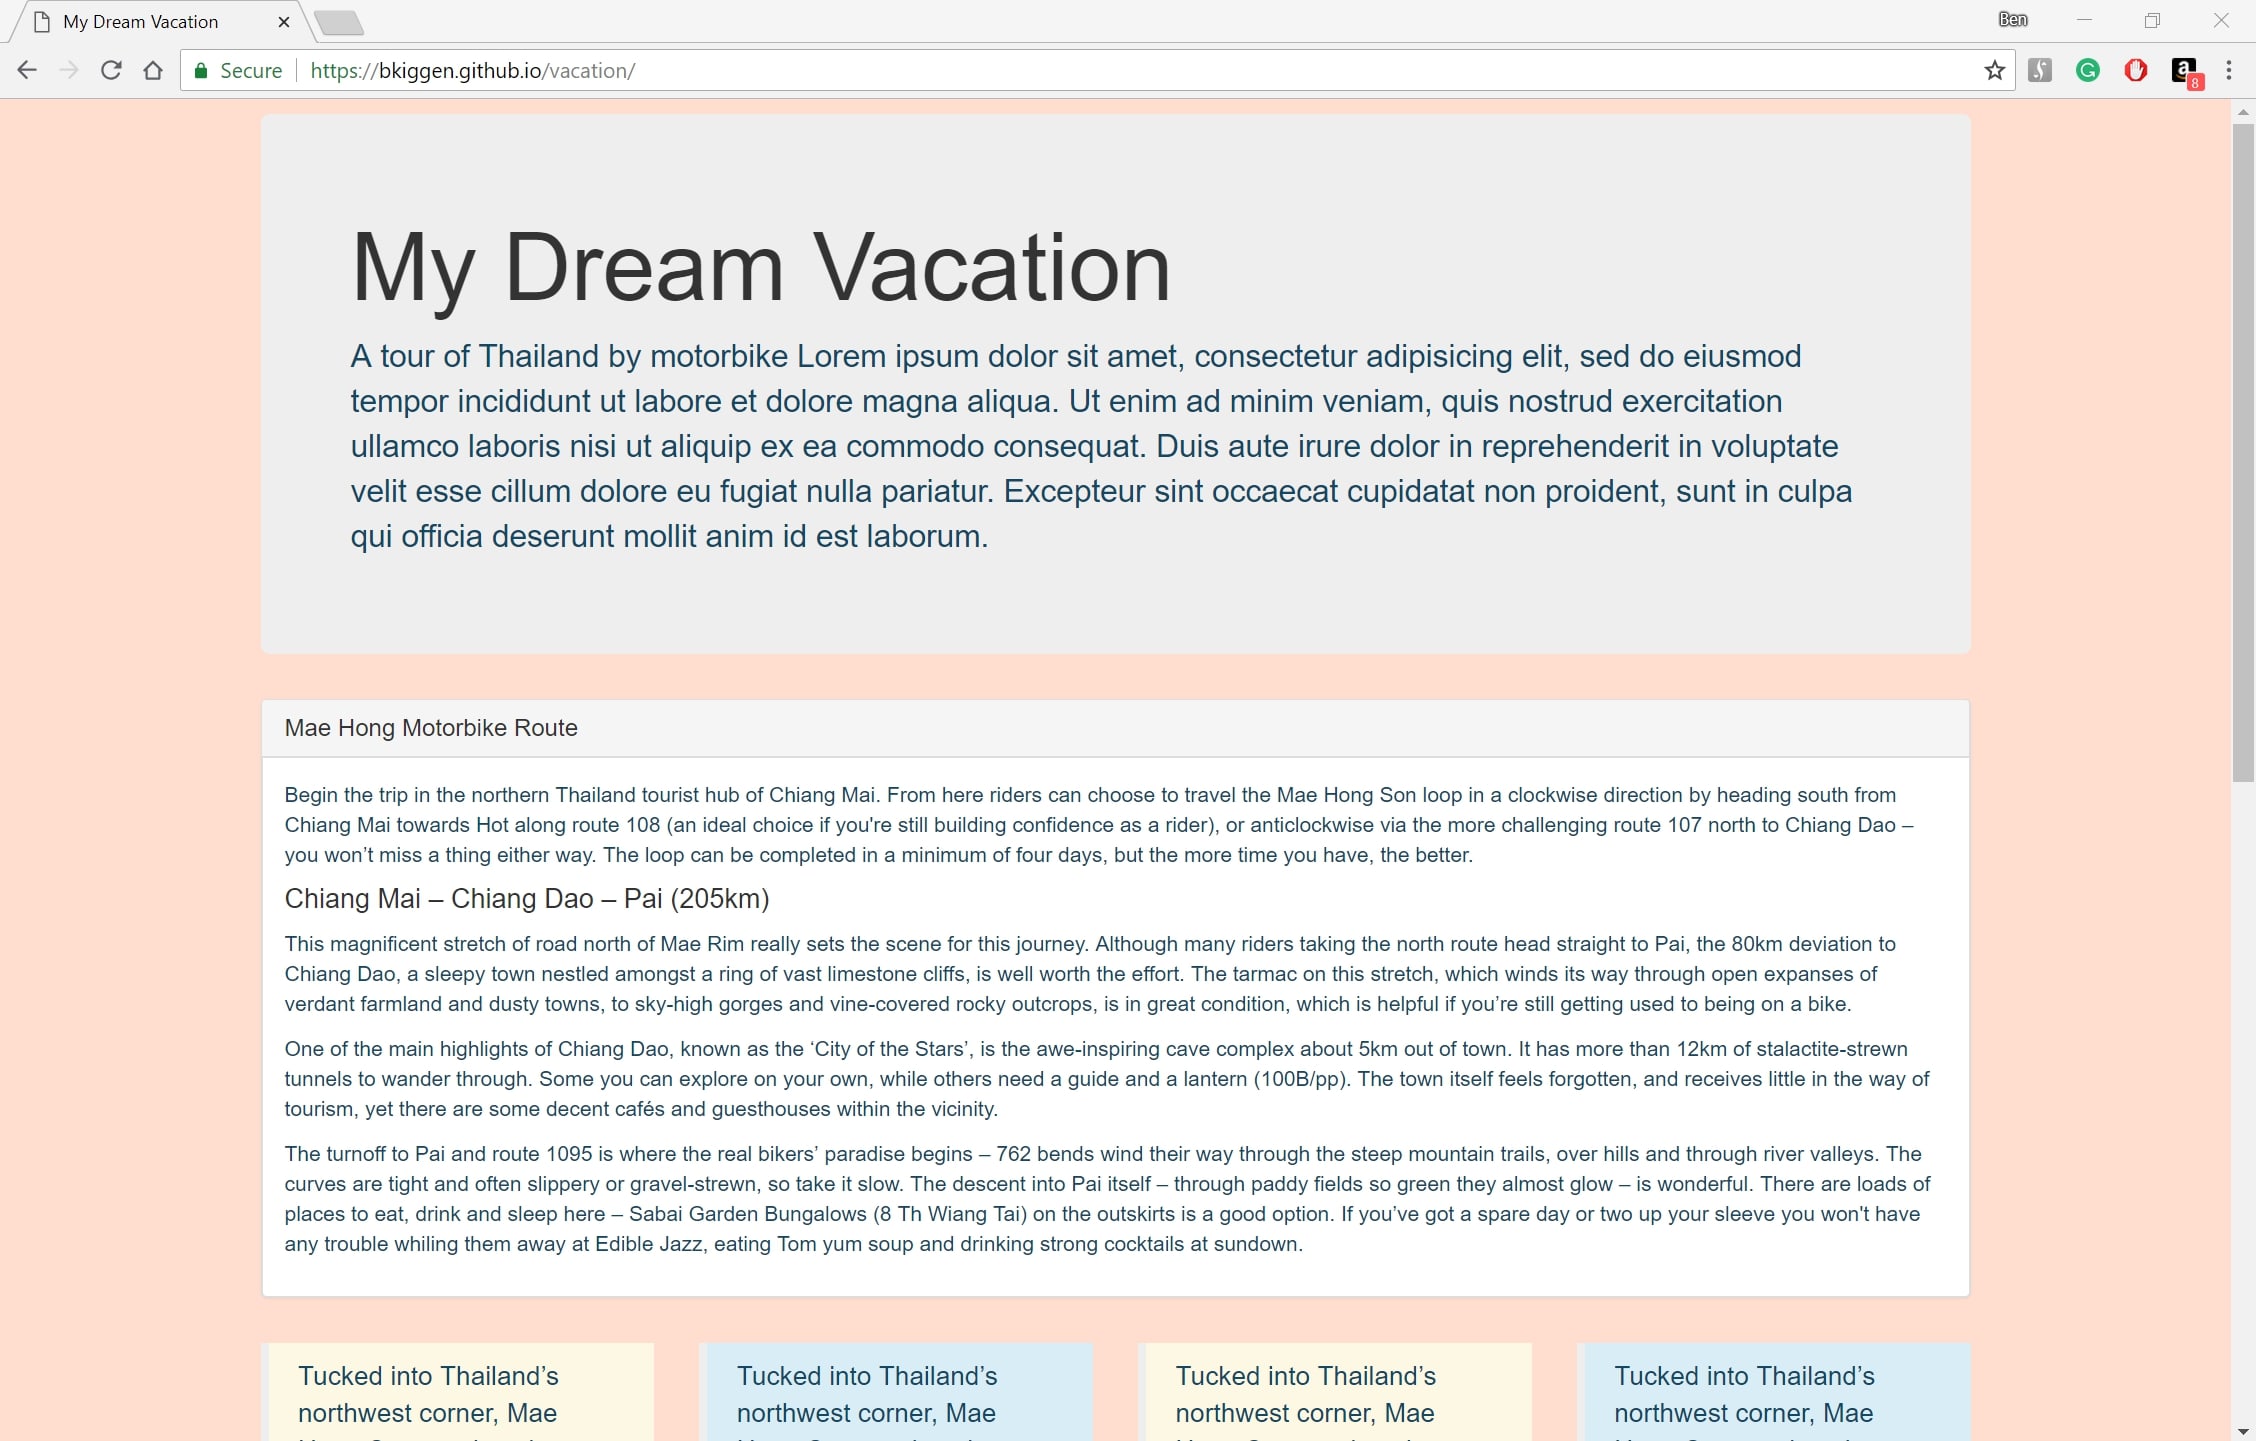 My Dream Vacation
Ben
Secure
https://bkiggen.github.io/vacation/
a
8
My Dream Vacation
A tour of Thailand by motorbike Lorem ipsum dolor sit amet, consectetur adipisicing elit, sed do eiusmod
tempor incididunt ut labore et dolore magna aliqua. Ut enim ad minim veniam, quis nostrud exercitation
ullamco laboris nisi ut aliquip ex ea commodo consequat. Duis aute irure dolor in reprehenderit in voluptate
velit esse cillum dolore eu fugiat nulla pariatur. Excepteur sint occaecat cupidatat non proident, sunt in culpa
qui officia deserunt mollit anim id est laborum.
Mae Hong Motorbike Route
Begin the trip in the northern Thailand tourist hub of Chiang Mai. From here riders can choose to travel the Mae Hong Son loop in a clockwise direction by heading south from
Chiang Mai towards Hot along route 108 (an ideal choice if you're still building confidence as a rider), or anticlockwise via the more challenging route 107 north to Chiang Dao –
you won’t miss a thing either way. The loop can be completed in a minimum of four days, but the more time you have, the better.
Chiang Mai – Chiang Dao – Pai (205km)
This magnificent stretch of road north of Mae Rim really sets the scene for this journey. Although many riders taking the north route head straight to Pai, the 80km deviation to
Chiang Dao, a sleepy town nestled amongst a ring of vast limestone cliffs, is well worth the effort. The tarmac on this stretch, which winds its way through open expanses of
verdant farmland and dusty towns, to sky-high gorges and vine-covered rocky outcrops, is in great condition, which is helpful if you’re still getting used to being on a bike.
One of the main highlights of Chiang Dao, known as the ‘City of the Stars’, is the awe-inspiring cave complex about 5km out of town. It has more than 12km of stalactite-strewn
tunnels to wander through. Some you can explore on your own, while others need a guide and a lantern (100B/pp). The town itself feels forgotten, and receives little in the way of
tourism, yet there are some decent cafés and guesthouses within the vicinity.
The turnoff to Pai and route 1095 is where the real bikers’ paradise begins – 762 bends wind their way through the steep mountain trails, over hills and through river valleys. The
curves are tight and often slippery or gravel-strewn, so take it slow. The descent into Pai itself – through paddy fields so green they almost glow – is wonderful. There are loads of
places to eat, drink and sleep here – Sabai Garden Bungalows (8 Th Wiang Tai) on the outskirts is a good option. If you’ve got a spare day or two up your sleeve you won't have
any trouble whiling them away at Edible Jazz, eating Tom yum soup and drinking strong cocktails at sundown.
Tucked into Thailand’s
northwest corner, Mae
Tucked into Thailand’s
northwest corner, Mae
Tucked into Thailand’s
northwest corner, Mae
Tucked into Thailand’s
northwest corner, Mae